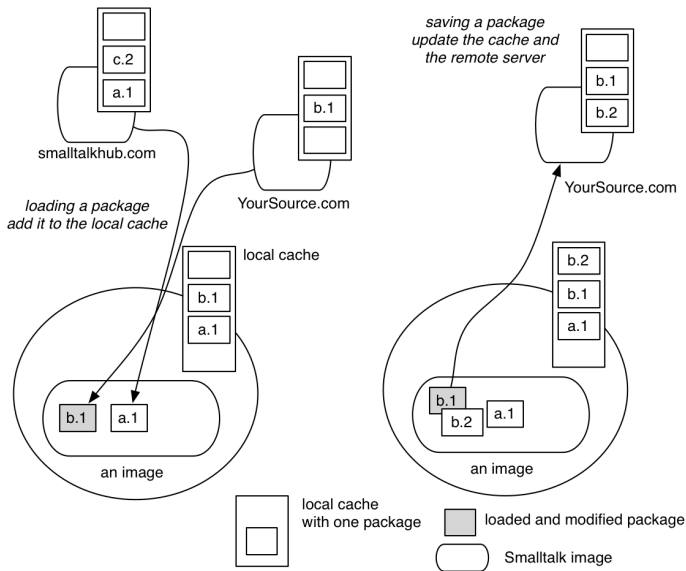 c.2
a.1
smalltalkhub.com
b.1
YourSource.com
loading a package
add it to the local cache
local cache
b.1
a.1
b.1
a.1
an image
saving a package
update the cache and
the remote server
b.1
b.2
YourSource.com
b.2
b.1
a.1
b.1
b.2
a.1
an image
local cache
with one package
loaded and modified package
Smalltalk image